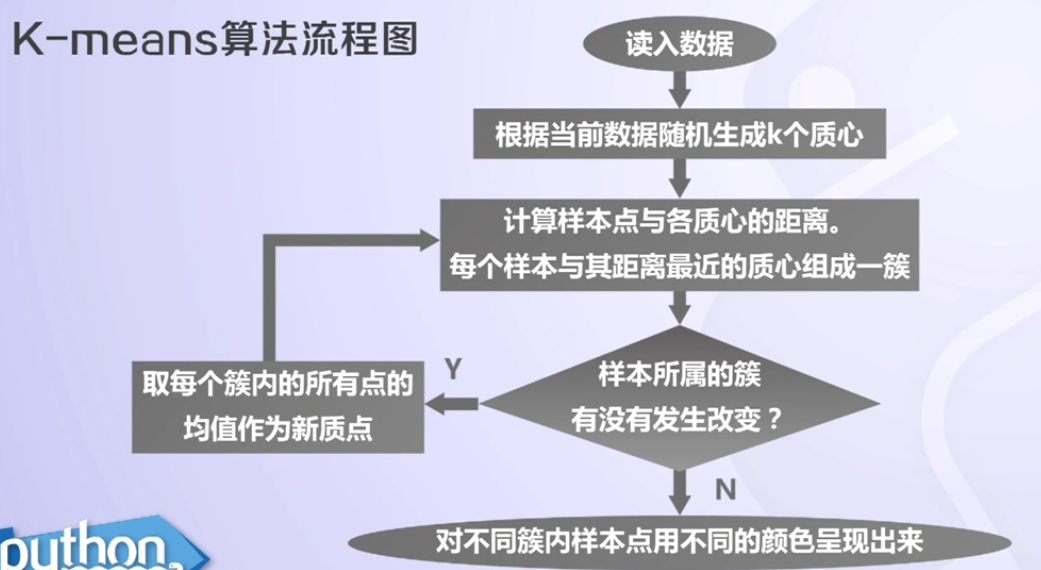 K-means算法流程图
读入数据
根据当前数据随机生成k个质心
计算样本点与各质心的距离。
每个样本与其距离最近的质心组成一簇
样本所属的簇
有没有发生改变？
Y
取每个簇内的所有点的
均值作为新质点
N
对不同簇内样本点用不同的颜色呈现出来
python